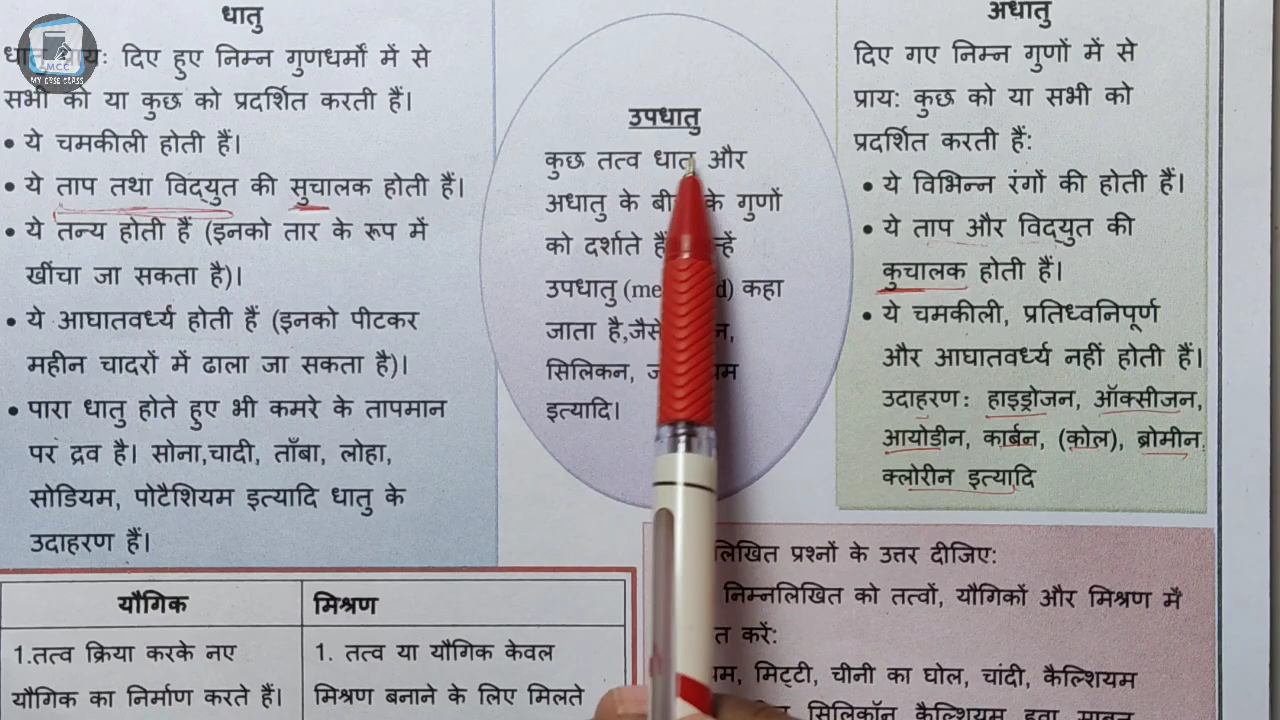 MCC
MY CBSE CLASS
धातु
प्रायः दिए हुए निम्न गुणधर्मों में से
सभी को या कुछ को प्रदर्शित करती हैं।
• ये चमकीली होती हैं।
• ये ताप तथा विद्युत की सुचालक होती हैं।
• ये तन्य होती हैं (इनको तार के रूप में
खींचा जा सकता है)।
• ये आघातवर्ध्य होती हैं (इनको पीटकर
महीन चादरों में ढाला जा सकता है)।
• पारा धातु होते हुए भी कमरे के तापमान
पर द्रव है। सोना,चादी, ताँबा, लोहा,
सोडियम, पोटैशियम इत्यादि धातु के
उदाहरण हैं।
उपधातु
कुछ तत्व धातु और
अधातु के के गुणों
को दर्शाते
उपधातु कहा
जाता है,जैसे
सिलिकन,
इत्यादि।
अधातु
दिए गए निम्न गुणों में से
प्राय: कुछ को या सभी को
प्रदर्शित करती हैं:
• ये विभिन्न रंगों की होती हैं।
• ये ताप और विद्युत की
कुचालक होती हैं।
• ये चमकीली, प्रतिध्वनिपूर्ण
और आघातवर्ध्य नहीं होती हैं।
उदाहरण: हाइड्रोजन, ऑक्सीजन,
आयोडीन, कार्बन, (कोल), ब्रोमीन,
क्लोरीन इत्यादि
यौगिक
मिश्रण
1.तत्व क्रिया करके नए
यौगिक का निर्माण करते हैं।
1. तत्व या यौगिक केवल
मिश्रण बनाने के लिए मिलते
प्रश्नों के उत्तर दीजिए:
निम्नलिखित को तत्वों, यौगिकों और मिश्रण में
करें:
मिट्टी, चीनी का घोल, चांदी, कैल्शियम